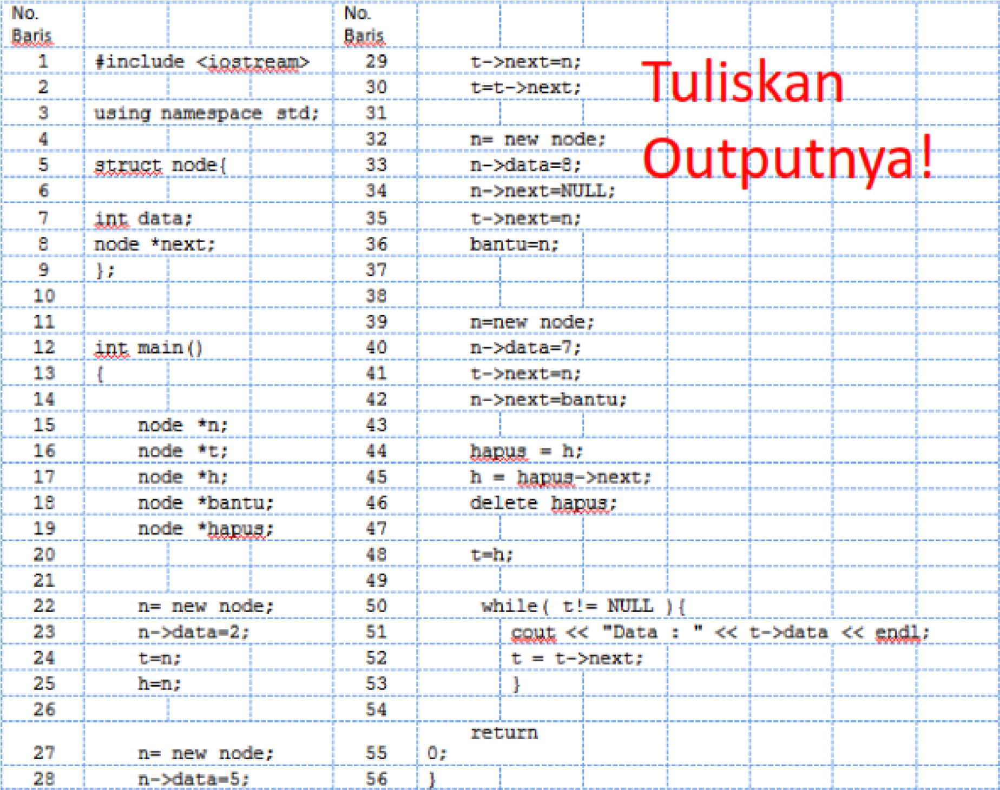 No.
Baris
1 #include <iostream>
2
3 using namespace std;
4
5 struct node{
6
7 int data;
8 node *next;
9 };
10
11
12 int main()
13 {
14
15 node *n;
16 node *t;
17 node *h;
18 node *bantu;
19 node *hapus;
20
21
22 n= new node;
23 n->data=2;
24 t=n;
25 h=n;
26
27 n= new node;
28 n->data=5;
No.
Baris
29 t->next=n;
30 t=t->next;
31
32 n= new node;
33 n->data=8;
34 n->next=NULL;
35 t->next=n;
36 bantu=n;
37
38
39 n=new node;
40 n->data=7;
41 t->next=n;
42 n->next=bantu;
43
44 hapus = h;
45 h = hapus->next;
46 delete hapus;
47
48 t=h;
49
50 while( t!= NULL ){
51 cout << "Data : " << t->data << endl;
52 t = t->next;
53 }
54
return
55 0;
56 }
Tuliskan
Outputnya!